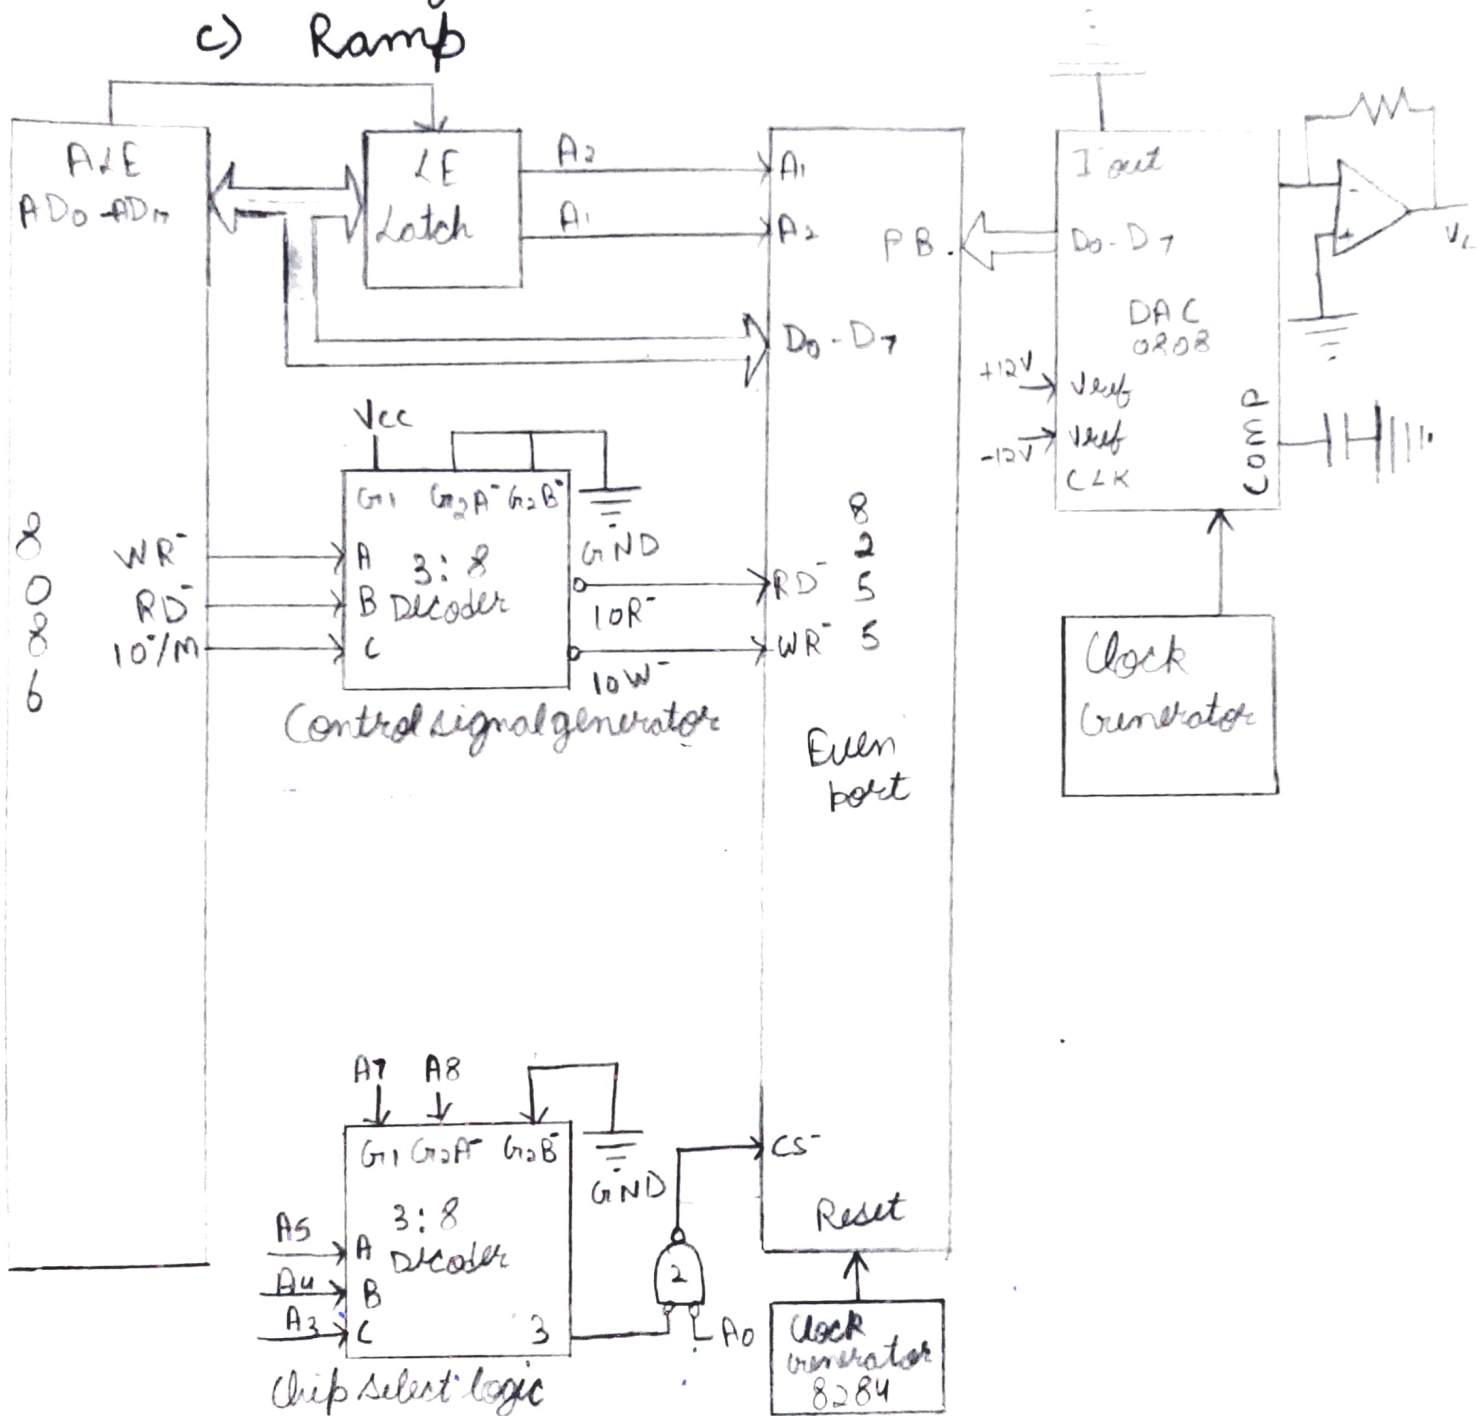 c) Ramp
ALE
AD0-AD17
LE
Latch
A2
A1
A1
A2
PB.
D0-D7
I out
D0-D7
DAC
0808
+12V
Vref
-12V
Vref
CLK
COMP
Vcc
G1 G2A- G2B-
GND
8
0
8
6
WR-
RD-
IO-/M
A
B
C
3:8
Decoder
IOR-
IOW-
RD-
WR-
8
2
5
5
Control signal generator
Even
port
Clock
Generator
A7 A8
G1 G2A- G2B-
GND
CS-
Reset
A5
A4
A3
A
B
C
3:8
Decoder
3
2
A0
Chip select logic
Clock
Generator
8284